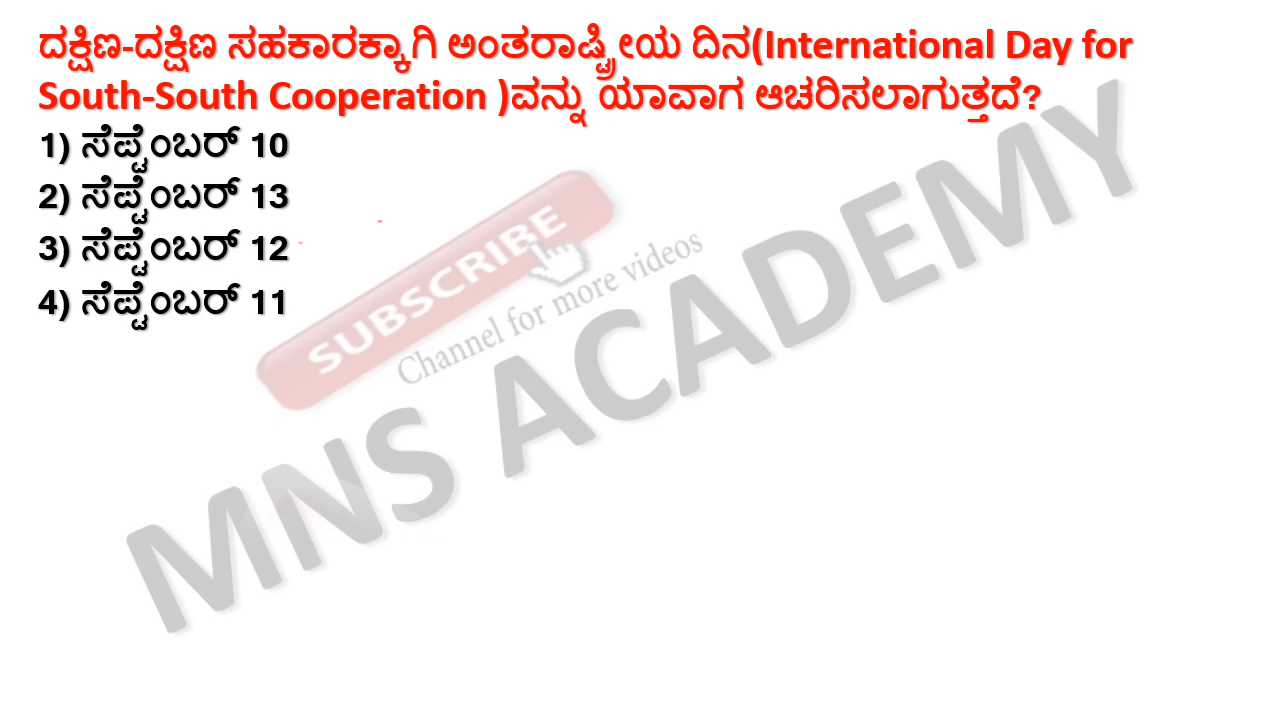 ದಕ್ಷಿಣ-ದಕ್ಷಿಣ ಸಹಕಾರಕ್ಕಾಗಿ ಅಂತರಾಷ್ಟ್ರೀಯ ದಿನ(International Day for
South-South Cooperation )ವನ್ನು ಯಾವಾಗ ಆಚರಿಸಲಾಗುತ್ತದೆ?
1) ಸೆಪ್ಟೆಂಬರ್ 10
2) ಸೆಪ್ಟೆಂಬರ್ 13
3) ಸೆಪ್ಟೆಂಬರ್ 12
4) ಸೆಪ್ಟೆಂಬರ್ 11
SUBSCRIBE
Channel for more videos
MNS ACADEMY